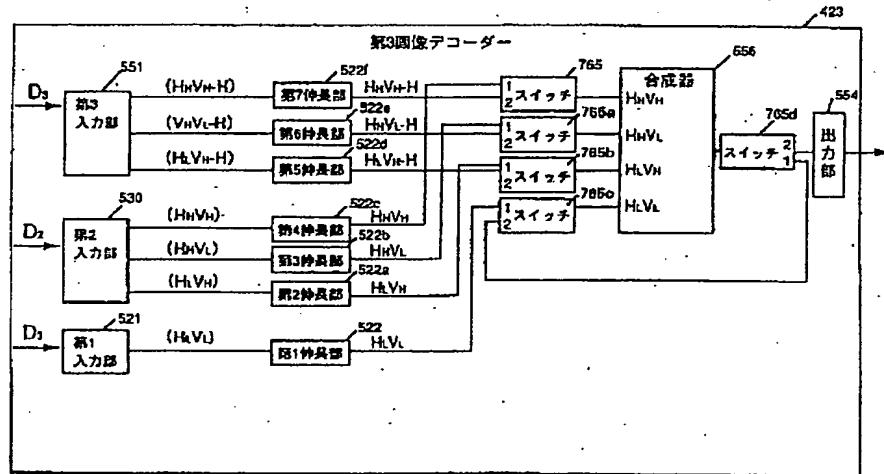 423
第3画像デコーダー
551
D3
第3
入力部
(HHVH-H)
522f
第7伸長部
HHVH-H
(VHVL-H)
522e
第6伸長部
HHVL-H
(HLVH-H)
522d
第5伸長部
HLVH-H
530
D2
第2
入力部
(HHVH)
522c
第4伸長部
HHVH
(HHVL)
522b
第3伸長部
HHVL
(HLVH)
522a
第2伸長部
HLVH
521
D1
第1
入力部
(HLVL)
522
第1伸長部
HLVL
765
1
2
スイッチ
765a
1
2
スイッチ
765b
1
2
スイッチ
765c
1
2
スイッチ
556
合成器
HHVH
HHVL
HLVH
HLVL
765d
スイッチ
2
1
554
出力部